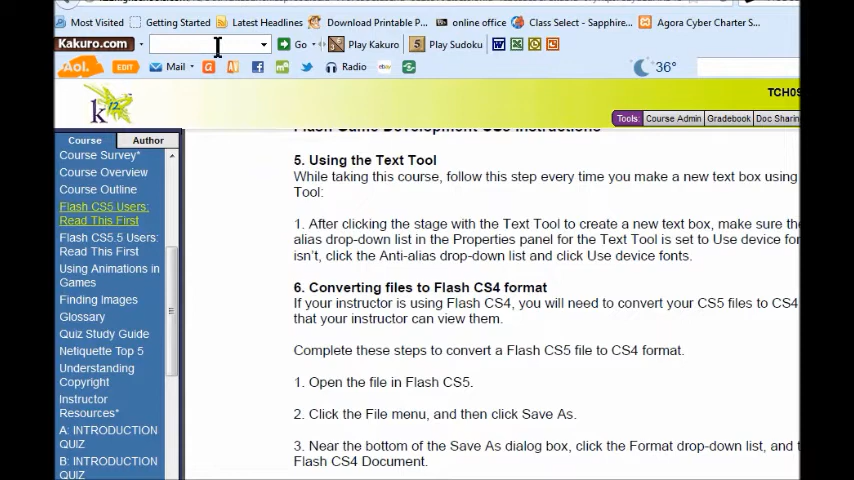 Most Visited Getting Started Latest Headlines Download Printable P... online office Class Select - Sapphire... Agora Cyber Charter S...
Kakuro.com Go Play Kakuro 5 Play Sudoku
Aol. EDIT Mail Radio ebay 36°
k12 TCH0
Course Author Tools: Course Admin Gradebook Doc Sharin
Course Survey*
Course Overview
Course Outline
Flash CS5 Users:
Read This First
Flash CS5.5 Users:
Read This First
Using Animations in
Games
Finding Images
Glossary
Quiz Study Guide
Netiquette Top 5
Understanding
Copyright
Instructor
Resources*
A: INTRODUCTION
QUIZ
B: INTRODUCTION
QUIZ
Flash Game Development CS5 Instructions
5. Using the Text Tool
While taking this course, follow this step every time you make a new text box using
Tool:
1. After clicking the stage with the Text Tool to create a new text box, make sure the
alias drop-down list in the Properties panel for the Text Tool is set to Use device fon
isn't, click the Anti-alias drop-down list and click Use device fonts.
6. Converting files to Flash CS4 format
If your instructor is using Flash CS4, you will need to convert your CS5 files to CS4
that your instructor can view them.
Complete these steps to convert a Flash CS5 file to CS4 format.
1. Open the file in Flash CS5.
2. Click the File menu, and then click Save As.
3. Near the bottom of the Save As dialog box, click the Format drop-down list, and t
Flash CS4 Document.